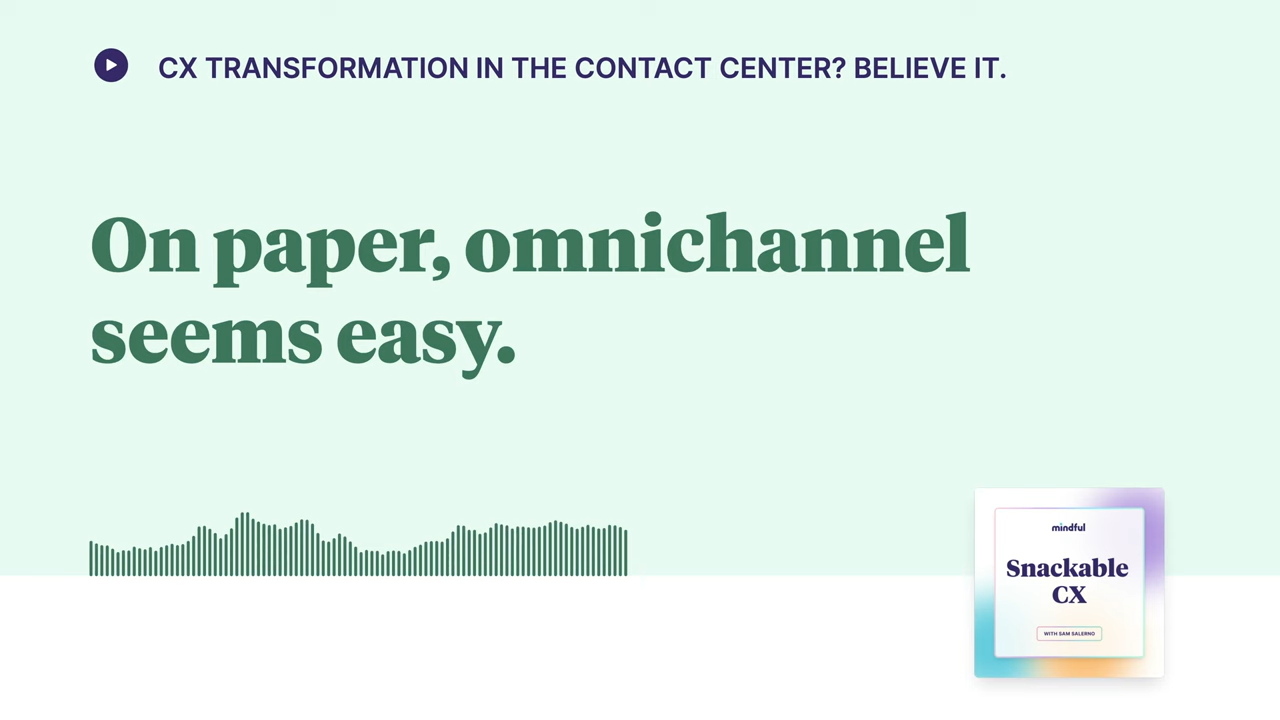 CX TRANSFORMATION IN THE CONTACT CENTER? BELIEVE IT.
On paper, omnichannel
seems easy.
mindful
Snackable
CX
WITH SAM SALERNO